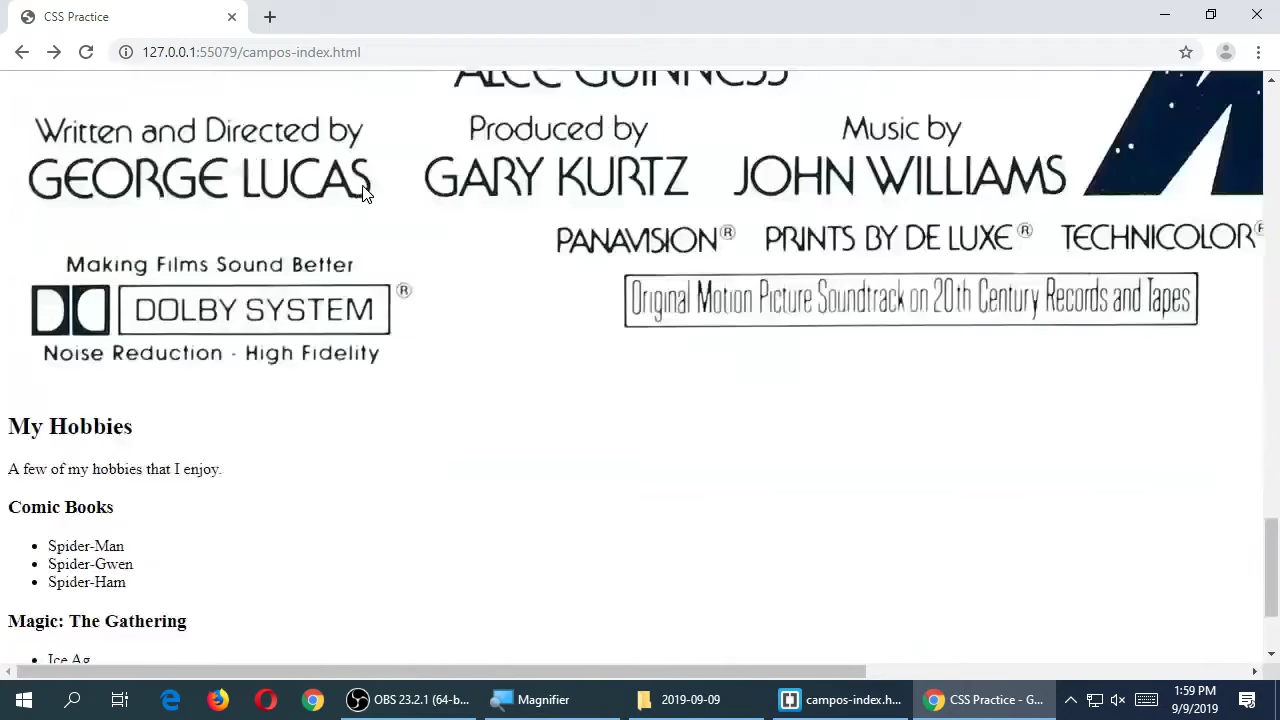 CSS Practice
127.0.0.1:55079/campos-index.html
ALEC GUINNESS
Written and Directed by
GEORGE LUCAS
Produced by
GARY KURTZ
Music by
JOHN WILLIAMS
PANAVISION® PRINTS BY DE LUXE® TECHNICOLOR®
Making Films Sound Better
DOLBY SYSTEM ®
Noise Reduction - High Fidelity
Original Motion Picture Soundtrack on 20th Century Records and Tapes
My Hobbies
A few of my hobbies that I enjoy.
Comic Books
• Spider-Man
• Spider-Gwen
• Spider-Ham
Magic: The Gathering
• Ice Ag
OBS 23.2.1 (64-b...
Magnifier
2019-09-09
campos-index.h...
CSS Practice - G...
1:59 PM
9/9/2019